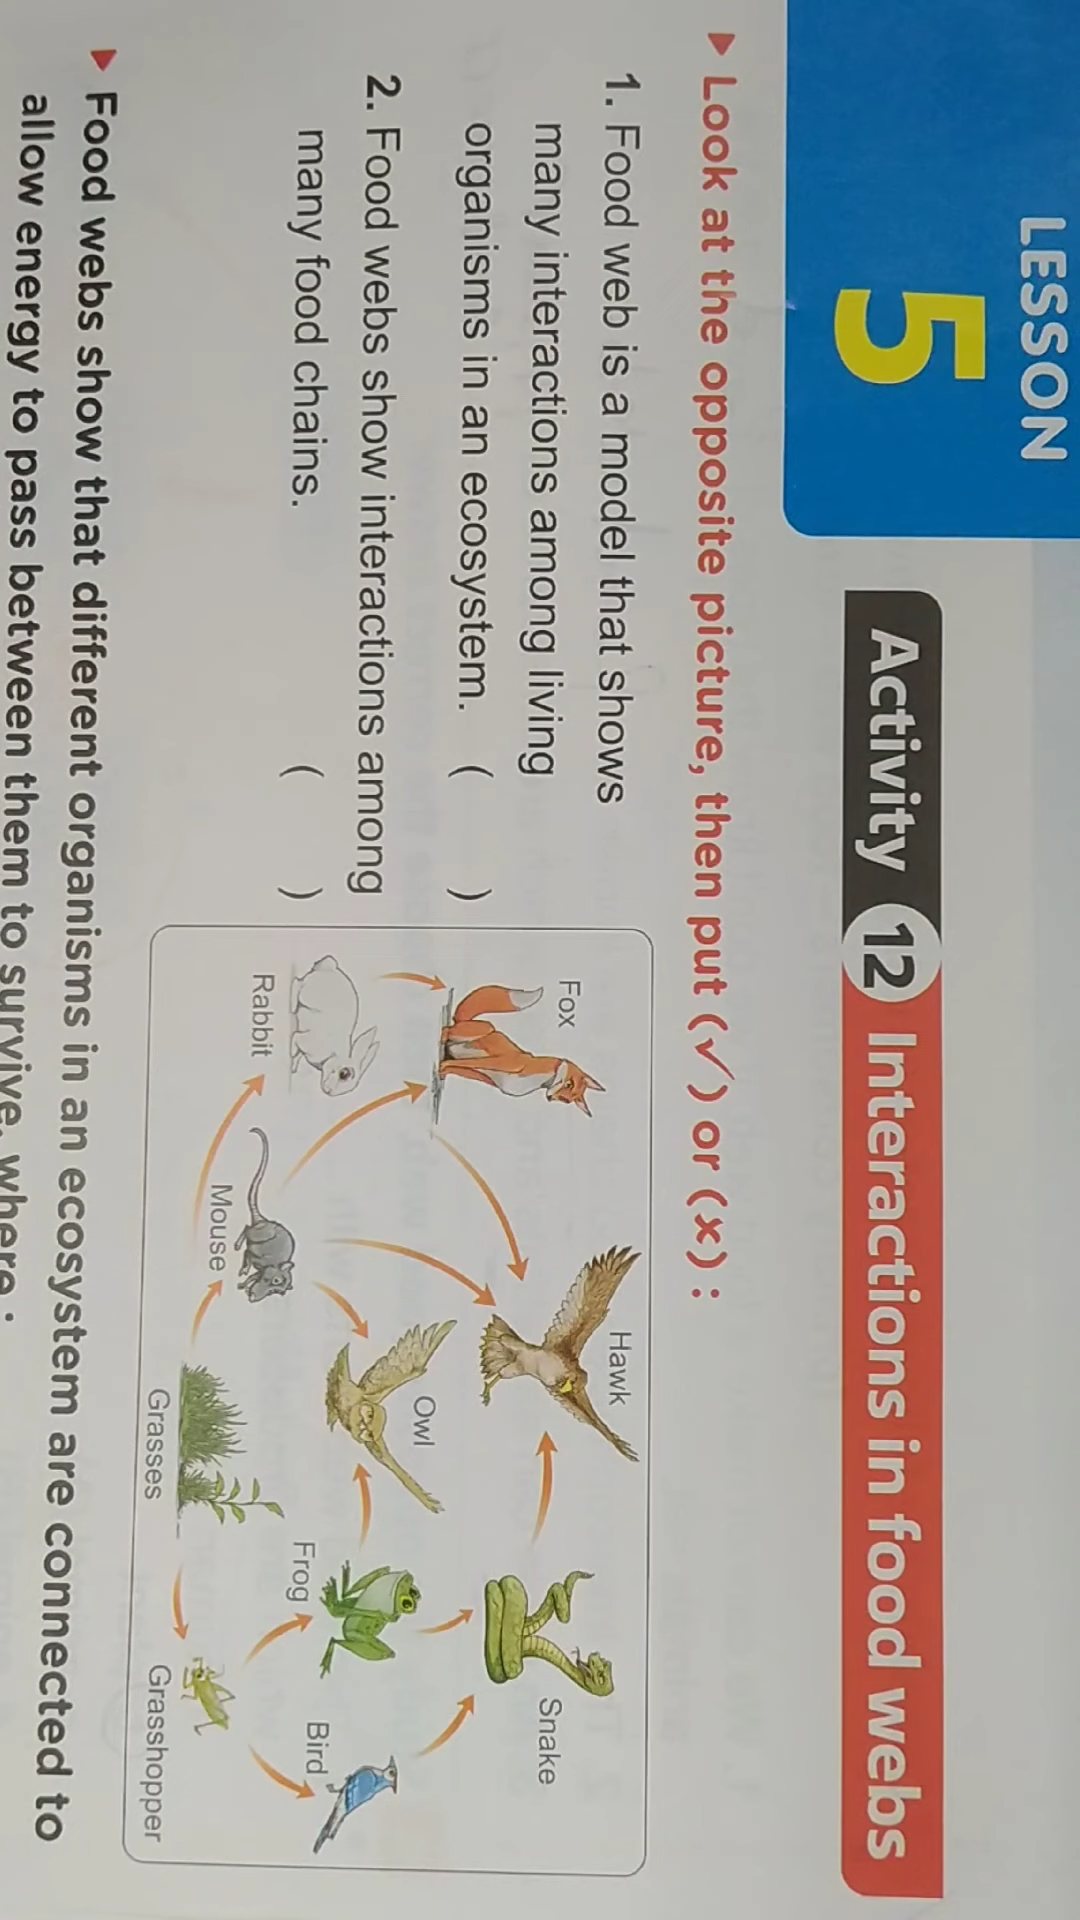 LESSON
5
Activity 12 Interactions in food webs
Look at the opposite picture, then put (✓) or (x) :
1. Food web is a model that shows
many interactions among living
organisms in an ecosystem. ( )
2. Food webs show interactions among
many food chains. ( )
Fox
Hawk
Snake
Owl
Rabbit
Mouse
Frog
Bird
Grasses
Grasshopper
Food webs show that different organisms in an ecosystem are connected to
allow energy to pass between them to survive, where :